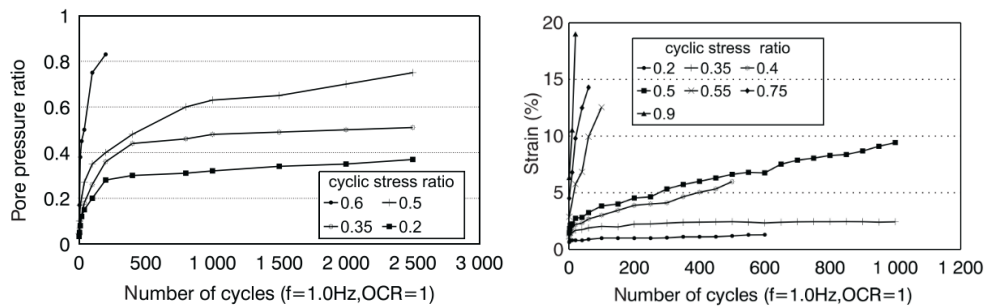 1
0.8
0.6
0.4
0.2
0
Pore pressure ratio
cyclic stress ratio
0.6 0.5
0.35 0.2
0 500 1 000 1 500 2 000 2 500 3 000
Number of cycles (f=1.0Hz,OCR=1)
20
15
10
5
0
Strain (%)
cyclic stress ratio
0.2 0.35 0.4
0.5 0.55 0.75
0.9
0 200 400 600 800 1 000 1 200
Number of cycles (f=1.0Hz,OCR=1)